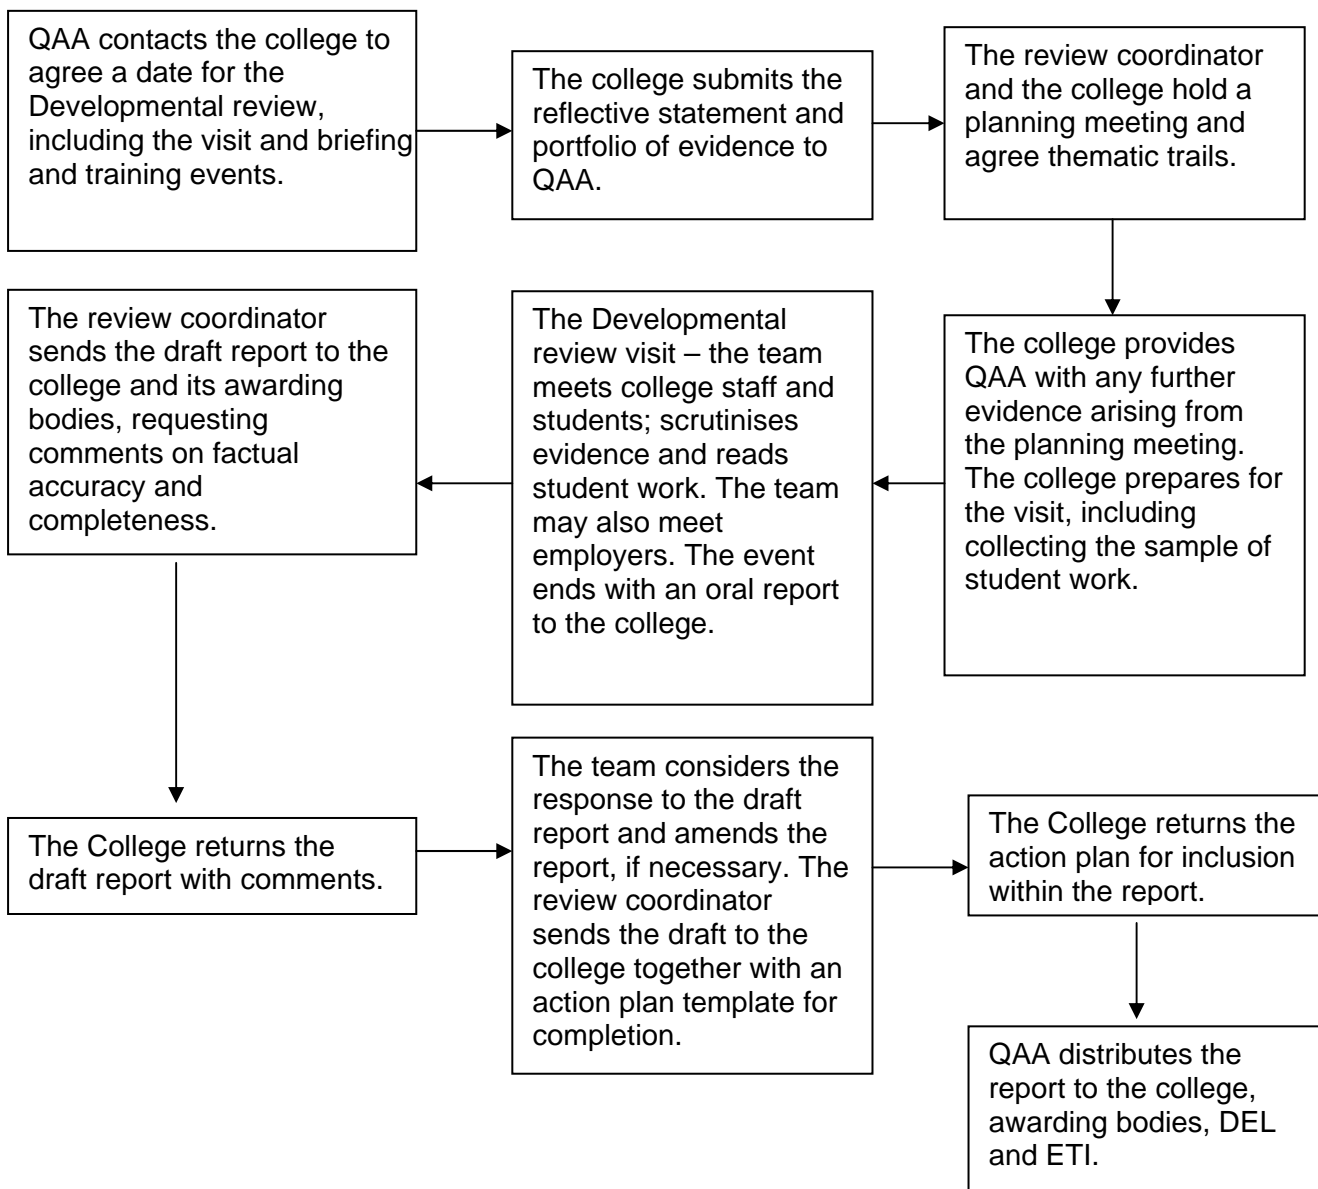 QAA contacts the college to
agree a date for the
Developmental review,
including the visit and briefing
and training events.
The college submits the
reflective statement and
portfolio of evidence to
QAA.
The review coordinator
and the college hold a
planning meeting and
agree thematic trails.
The college provides
QAA with any further
evidence arising from
the planning meeting.
The college prepares for
the visit, including
collecting the sample of
student work.
The Developmental
review visit – the team
meets college staff and
students; scrutinises
evidence and reads
student work. The team
may also meet
employers. The event
ends with an oral report
to the college.
The review coordinator
sends the draft report to the
college and its awarding
bodies, requesting
comments on factual
accuracy and
completeness.
The College returns the
draft report with comments.
The team considers the
response to the draft
report and amends the
report, if necessary. The
review coordinator
sends the draft to the
college together with an
action plan template for
completion.
The College returns the
action plan for inclusion
within the report.
QAA distributes the
report to the college,
awarding bodies, DEL
and ETI.